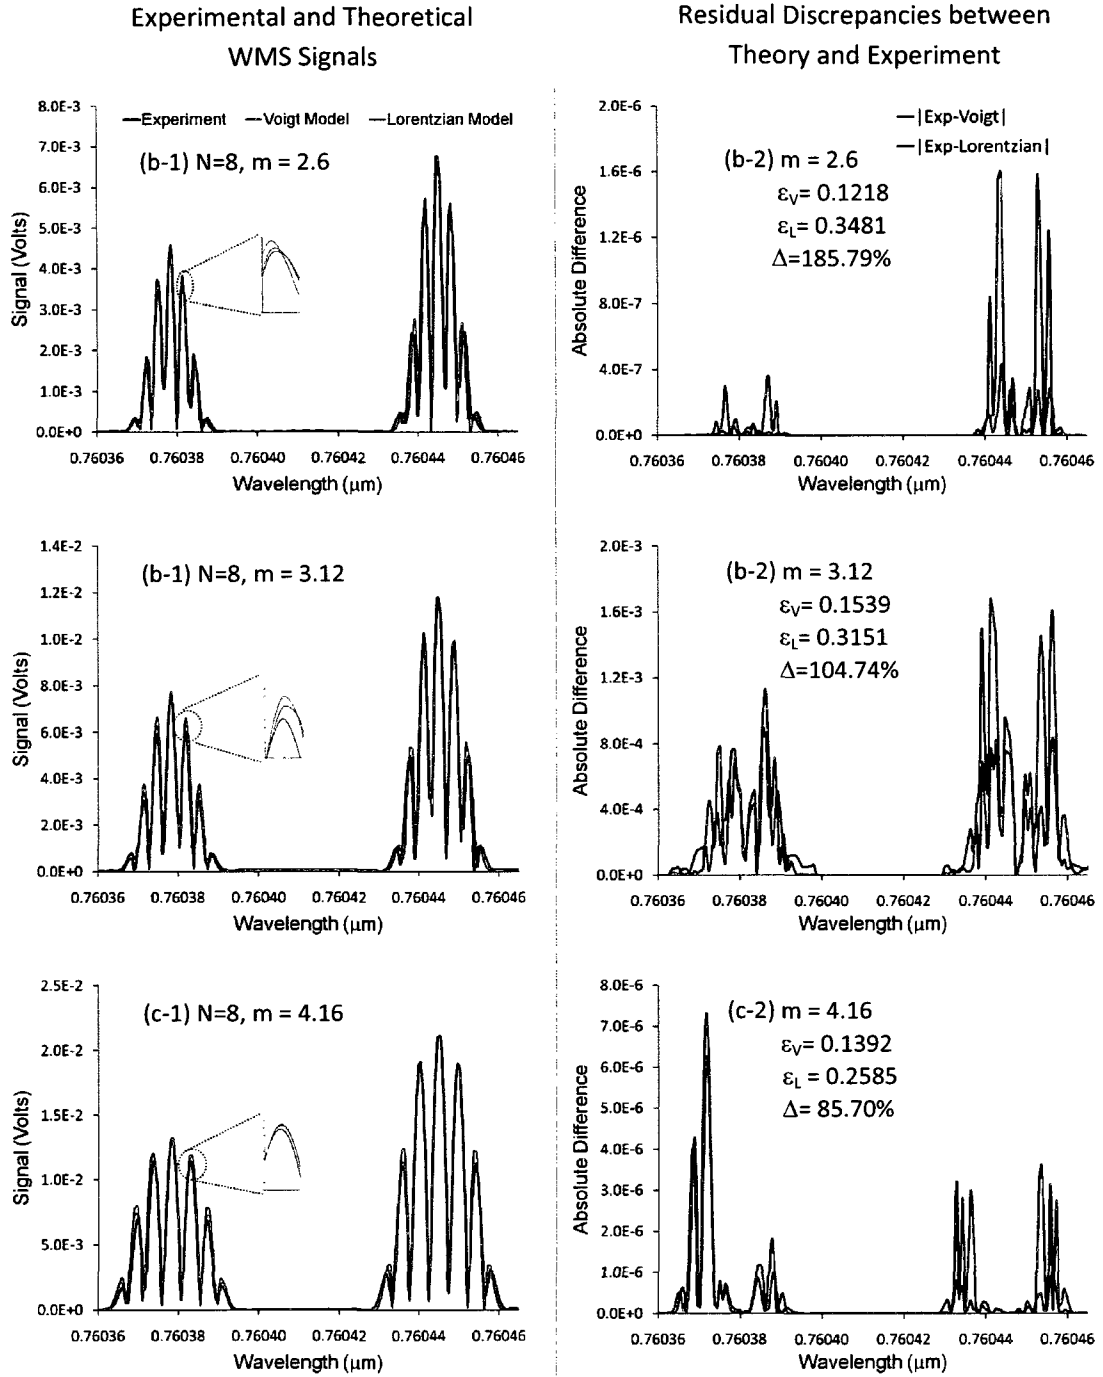 Experimental and Theoretical
WMS Signals
Residual Discrepancies between
Theory and Experiment
8.0E-3
7.0E-3
6.0E-3
5.0E-3
4.0E-3
3.0E-3
2.0E-3
1.0E-3
0.0E+0
Signal (Volts)
Experiment Voigt Model Lorentzian Model
(b-1) N=8, m = 2.6
0.76036 0.76038 0.76040 0.76042 0.76044 0.76046
Wavelength (μm)
2.0E-6
1.6E-6
1.2E-6
8.0E-7
4.0E-7
0.0E+0
Absolute Difference
|Exp-Voigt|
|Exp-Lorentzian|
(b-2) m = 2.6
εV= 0.1218
εL= 0.3481
Δ=185.79%
0.76036 0.76038 0.76040 0.76042 0.76044 0.76046
Wavelength (μm)
1.4E-2
1.2E-2
1.0E-2
8.0E-3
6.0E-3
4.0E-3
2.0E-3
0.0E+0
Signal (Volts)
(b-1) N=8, m = 3.12
0.76036 0.76038 0.76040 0.76042 0.76044 0.76046
Wavelength (μm)
2.0E-3
1.6E-3
1.2E-3
8.0E-4
4.0E-4
0.0E+0
Absolute Difference
(b-2) m = 3.12
εV= 0.1539
εL= 0.3151
Δ=104.74%
0.76036 0.76038 0.76040 0.76042 0.76044 0.76046
Wavelength (μm)
2.5E-2
2.0E-2
1.5E-2
1.0E-2
5.0E-3
0.0E+0
Signal (Volts)
(c-1) N=8, m = 4.16
0.76036 0.76038 0.76040 0.76042 0.76044 0.76046
Wavelength (μm)
8.0E-6
7.0E-6
6.0E-6
5.0E-6
4.0E-6
3.0E-6
2.0E-6
1.0E-6
0.0E+0
Absolute Difference
(c-2) m = 4.16
εV= 0.1392
εL = 0.2585
Δ= 85.70%
0.76036 0.76038 0.76040 0.76042 0.76044 0.76046
Wavelength (μm)